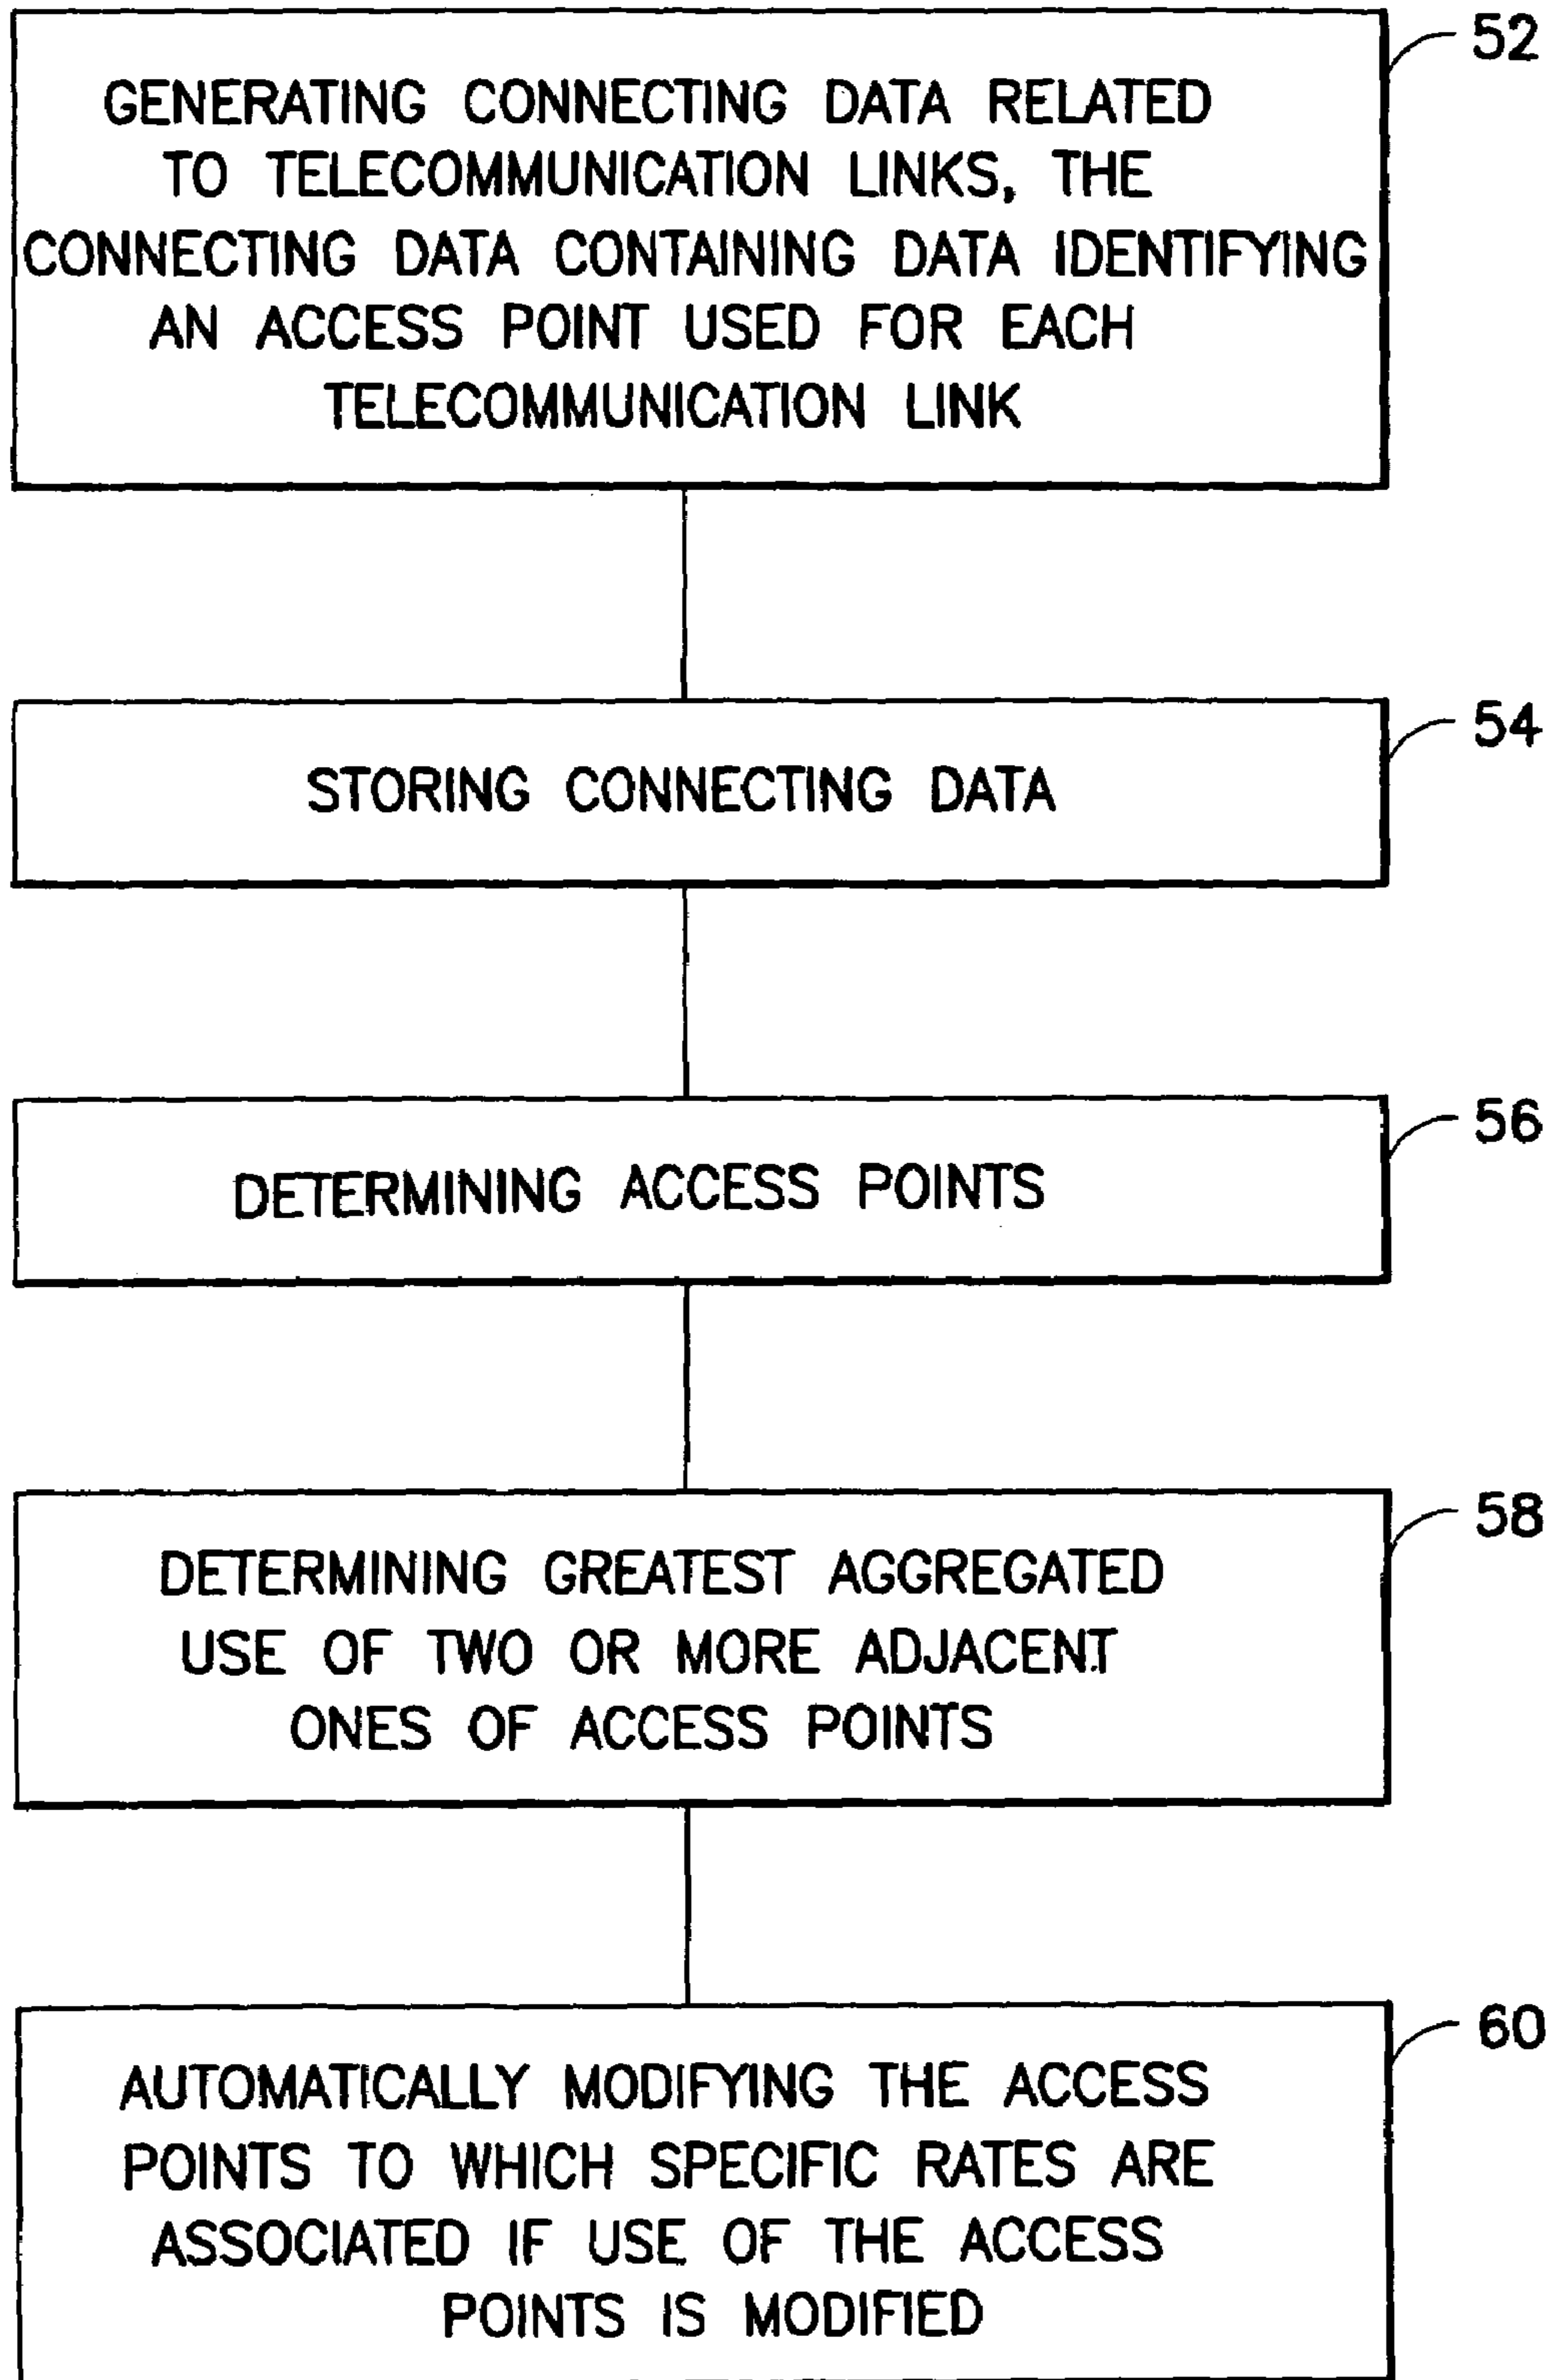 52
GENERATING CONNECTING DATA RELATED
TO TELECOMMUNICATION LINKS, THE
CONNECTING DATA CONTAINING DATA IDENTIFYING
AN ACCESS POINT USED FOR EACH
TELECOMMUNICATION LINK
54
STORING CONNECTING DATA
56
DETERMINING ACCESS POINTS
58
DETERMINING GREATEST AGGREGATED
USE OF TWO OR MORE ADJACENT
ONES OF ACCESS POINTS
60
AUTOMATICALLY MODIFYING THE ACCESS
POINTS TO WHICH SPECIFIC RATES ARE
ASSOCIATED IF USE OF THE ACCESS
POINTS IS MODIFIED